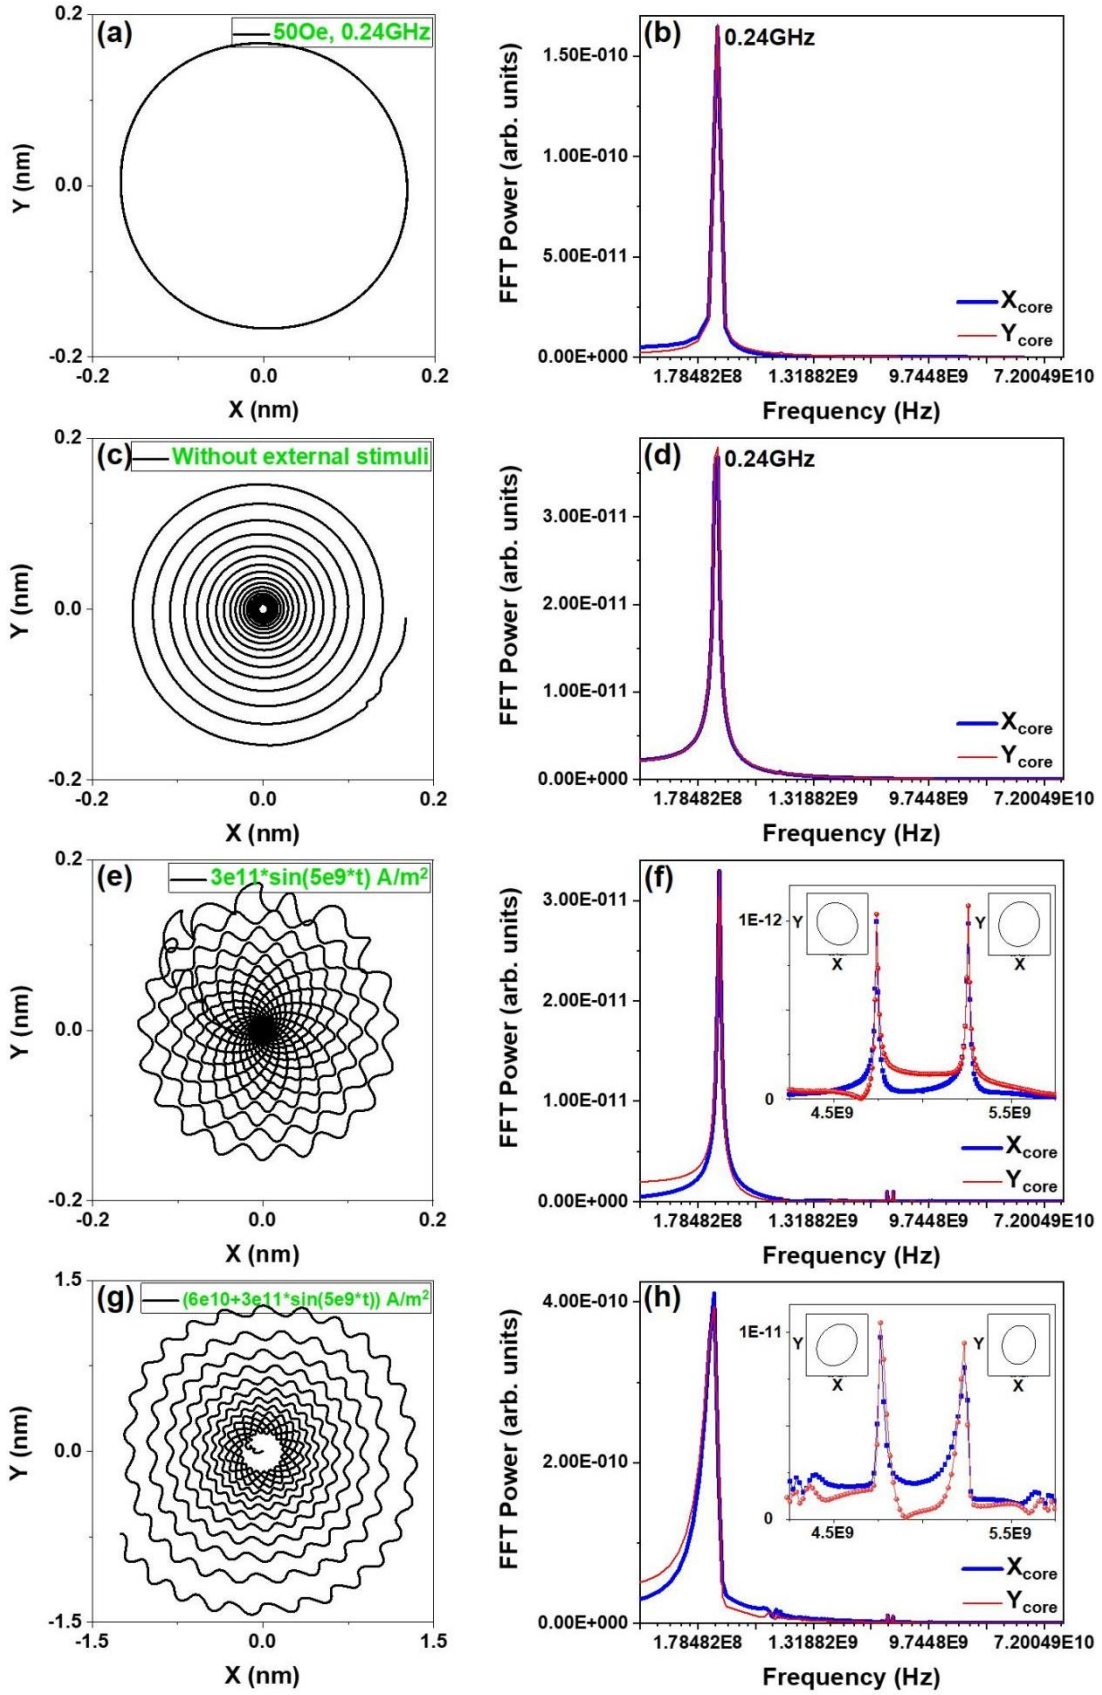 (a)
50Oe, 0.24GHz
0.2
0.0
-0.2
Y (nm)
-0.2 0.0 0.2
X (nm)
(b)
0.24GHz
FFT Power (arb. units)
1.50E-010
1.00E-010
5.00E-011
0.00E+000
Xcore
Ycore
1.78482E8 1.31882E9 9.7448E9 7.20049E10
Frequency (Hz)
(c)
Without external stimuli
0.2
0.0
-0.2
Y (nm)
-0.2 0.0 0.2
X (nm)
(d)
0.24GHz
FFT Power (arb. units)
3.00E-011
2.00E-011
1.00E-011
0.00E+000
Xcore
Ycore
1.78482E8 1.31882E9 9.7448E9 7.20049E10
Frequency (Hz)
(e)
3e11*sin(5e9*t) A/m²
0.2
0.0
-0.2
Y (nm)
-0.2 0.0 0.2
X (nm)
(f)
FFT Power (arb. units)
3.00E-011
2.00E-011
1.00E-011
0.00E+000
1E-12
0
Y
X
Y
X
4.5E9 5.5E9
Xcore
Ycore
1.78482E8 1.31882E9 9.7448E9 7.20049E10
Frequency (Hz)
(g)
(6e10+3e11*sin(5e9*t)) A/m²
1.5
0.0
-1.5
Y (nm)
-1.5 0.0 1.5
X (nm)
(h)
FFT Power (arb. units)
4.00E-010
2.00E-010
0.00E+000
1E-11
0
Y
X
Y
X
4.5E9 5.5E9
Xcore
Ycore
1.78482E8 1.31882E9 9.7448E9 7.20049E10
Frequency (Hz)